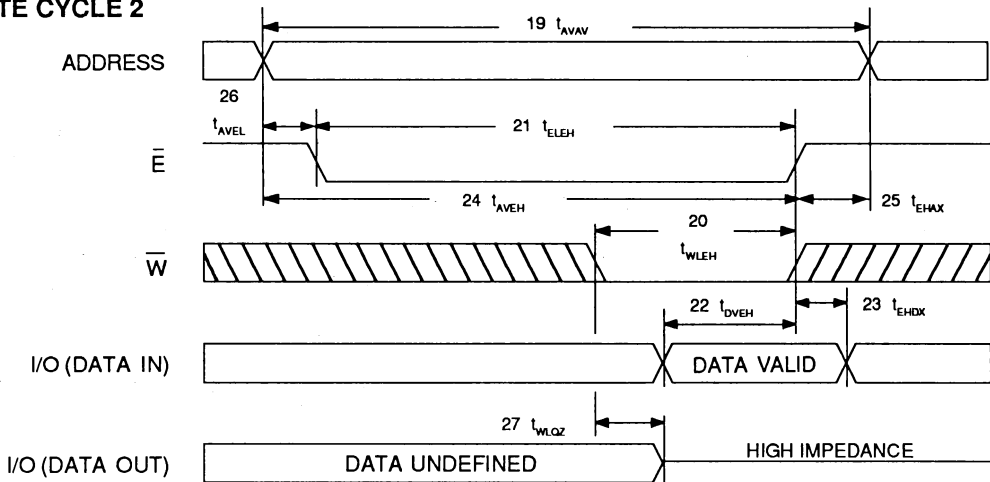 TE CYCLE 2
19 tAVAV
ADDRESS
26
tAVEL
21 tELEH
E̅
24 tAVEH
25 tEHAX
20
W̅
tWLEH
22 tDVEH
23 tEHDX
I/O (DATA IN)
DATA VALID
27 tWLQZ
HIGH IMPEDANCE
I/O (DATA OUT)
DATA UNDEFINED